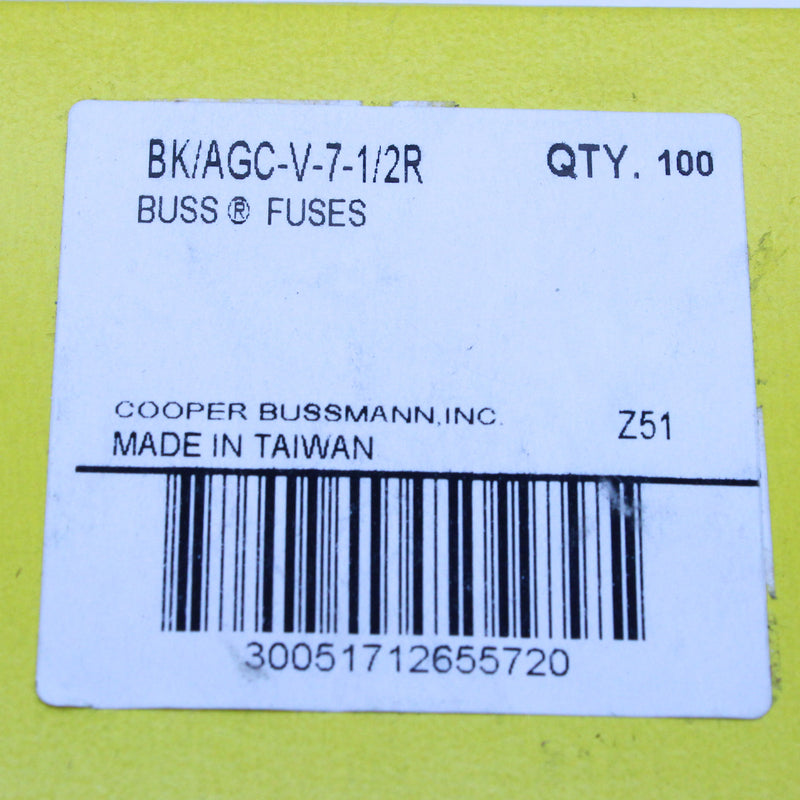 BK/AGC-V-7-1/2R QTY. 100
BUSS ® FUSES
COOPER BUSSMANN,INC. Z51
MADE IN TAIWAN
30051712655720